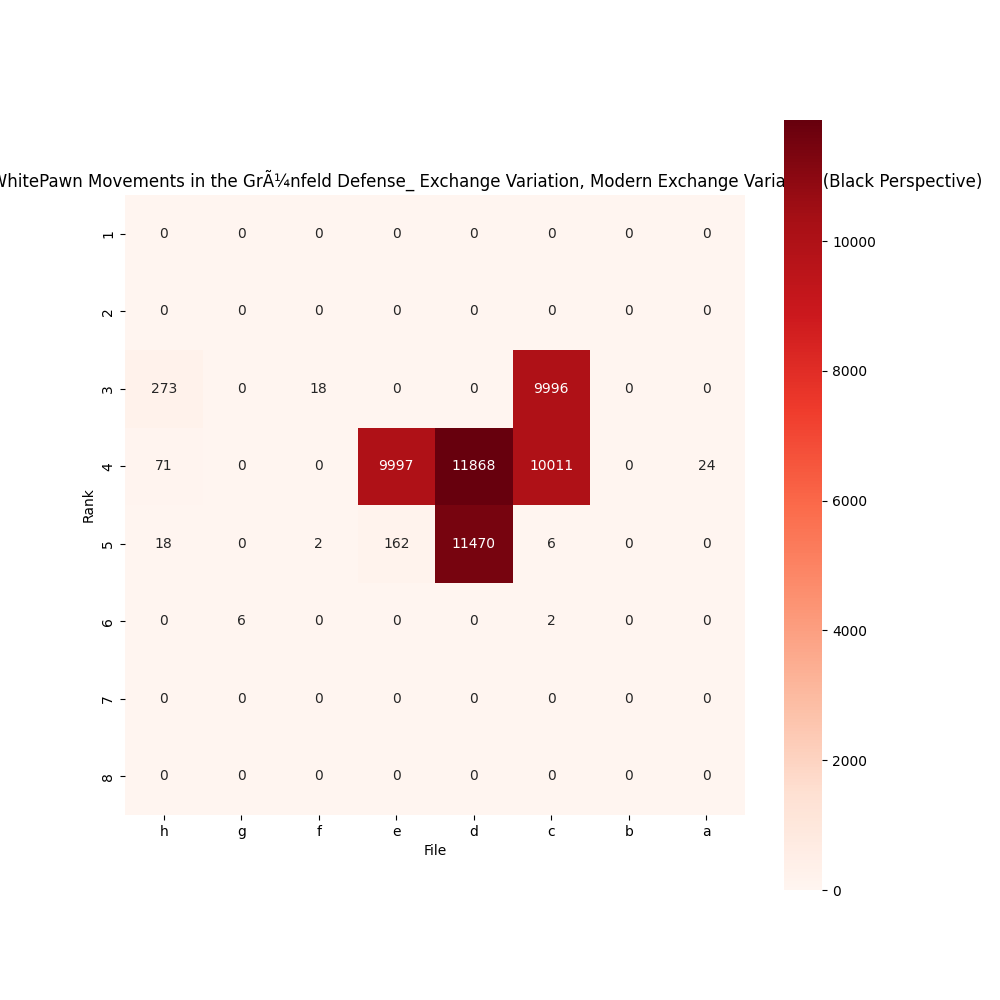 WhitePawn Movements in the GrÃ¼nfeld Defense_ Exchange Variation, Modern Exchange Varia (Black Perspective)
1 0 0 0 0 0 0 0 0
2 0 0 0 0 0 0 0 0
3 273 0 18 0 0 9996 0 0
4 71 0 0 9997 11868 10011 0 24
5 18 0 2 162 11470 6 0 0
6 0 6 0 0 0 2 0 0
7 0 0 0 0 0 0 0 0
8 0 0 0 0 0 0 0 0
h g f e d c b a
File
Rank
10000
8000
6000
4000
2000
0